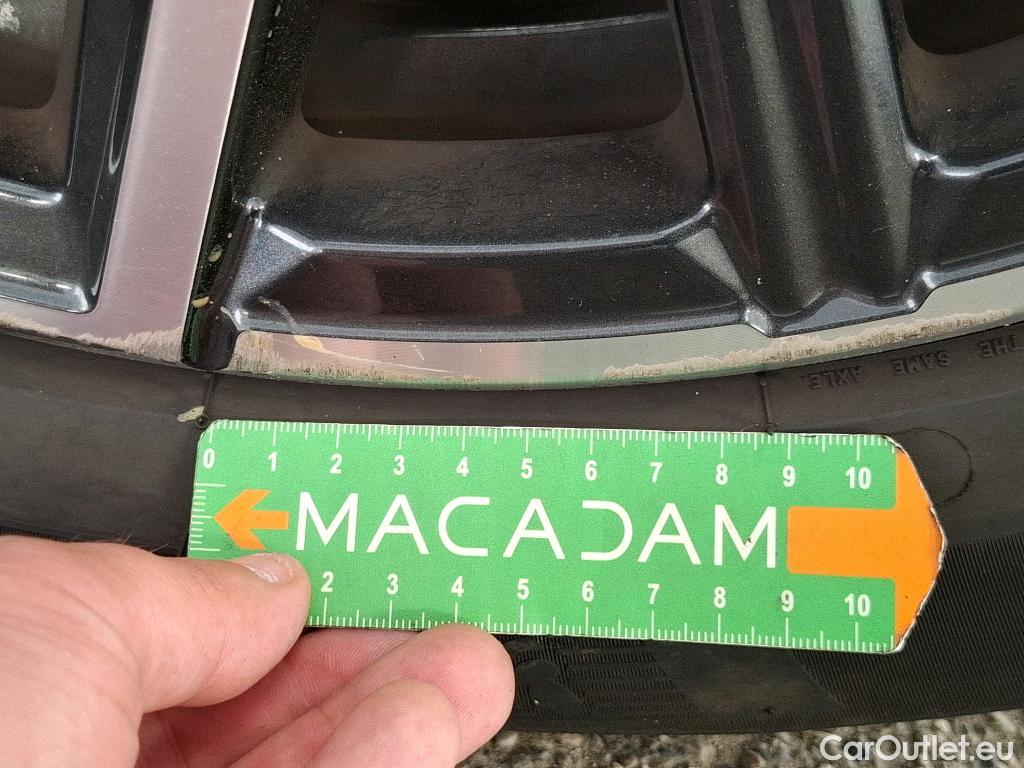 THE SAME AXLE.
0 1 2 3 4 5 6 7 8 9 10
MACADAM
2 3 4 5 6 7 8 9 10
CarOutlet.eu